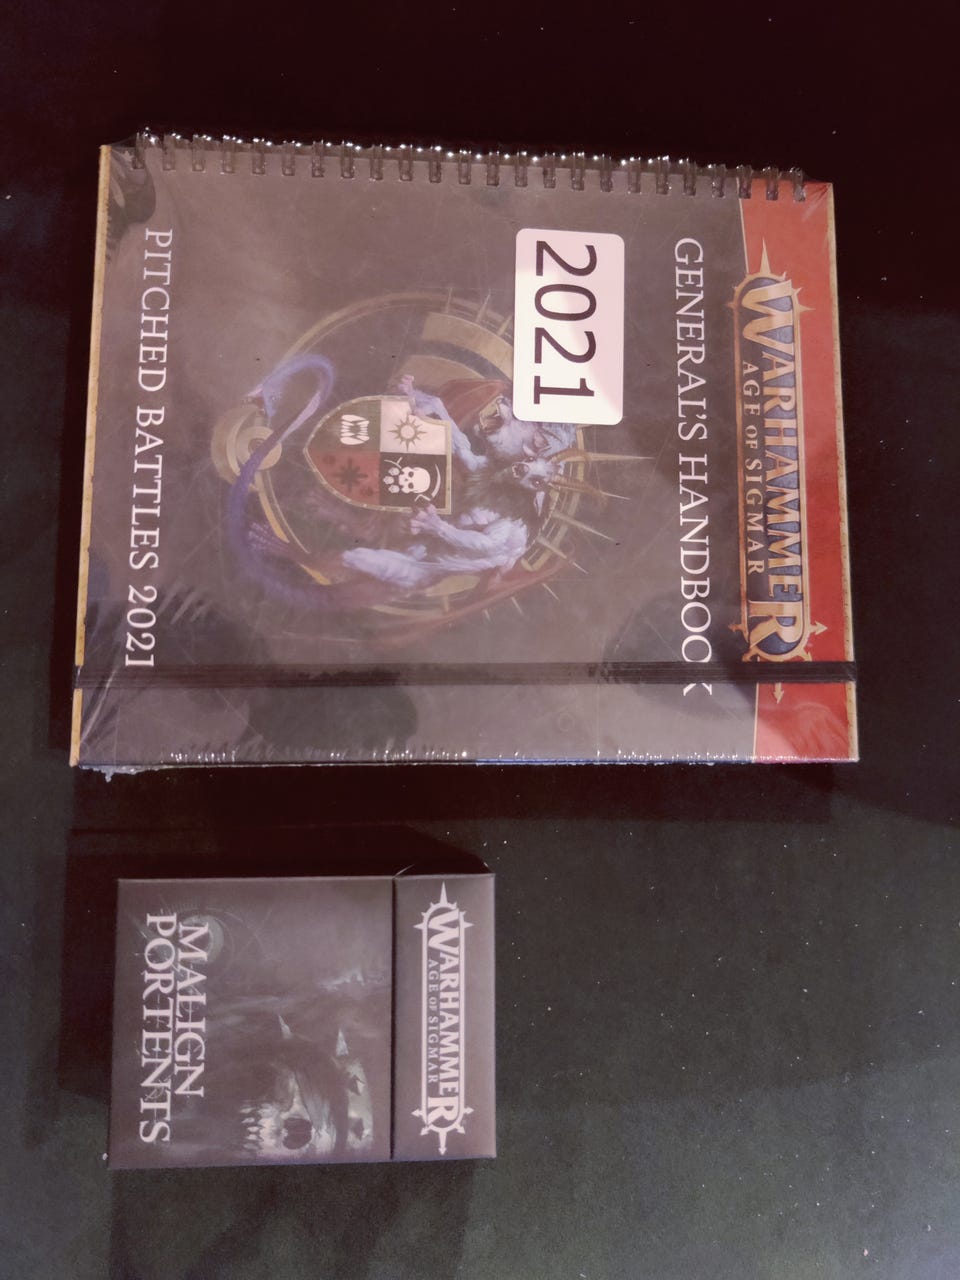 WARHAMMER
AGE OF SIGMAR
GENERAL'S HANDBOOK
2021
PITCHED BATTLES 2021
WARHAMMER
AGE OF SIGMAR
MALIGN
PORTENTS